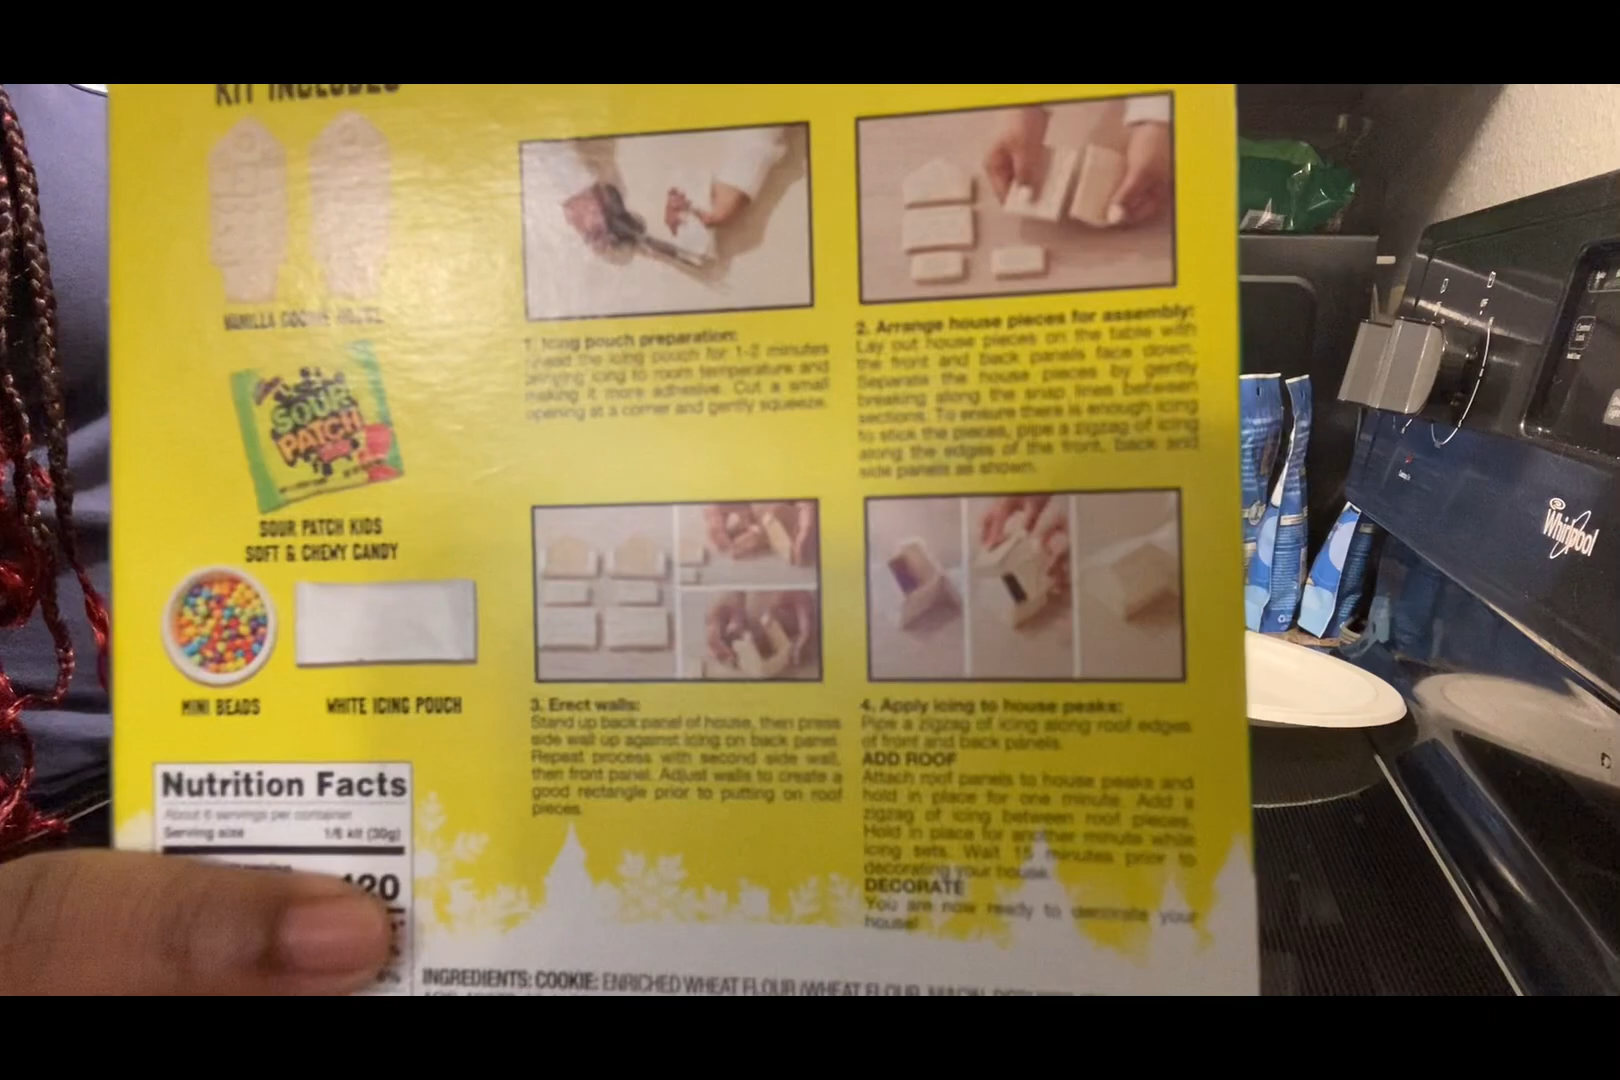 KIT INCLUDES
VANILLA COOKIE HOUSE
SOUR
PATCH
KIDS
SOUR PATCH KIDS
SOFT & CHEWY CANDY
MINI BEADS
WHITE ICING POUCH
Nutrition Facts
About 6 servings per container
Serving size 1/6 kit (30g)
120
1. Icing pouch preparation:
Knead the icing pouch for 1-2 minutes
bringing icing to room temperature and
making it more adhesive. Cut a small
opening at a corner and gently squeeze.
2. Arrange house pieces for assembly:
Lay out house pieces on the table with
the front and back panels face down.
Separate the house pieces by gently
breaking along the snap lines between
sections. To ensure there is enough icing
to stick the pieces, pipe a zigzag of icing
along the edges of the front, back and
side panels as shown.
3. Erect walls:
Stand up back panel of house, then press
side wall up against icing on back panel.
Repeat process with second side wall,
then front panel. Adjust walls to create a
good rectangle prior to putting on roof
pieces.
4. Apply icing to house peaks:
Pipe a zigzag of icing along roof edges
of front and back panels.
ADD ROOF
Attach roof panels to house peaks and
hold in place for one minute. Add a
zigzag of icing between roof pieces.
Hold in place for another minute while
icing sets. Wait 15 minutes prior to
decorating your house.
DECORATE
You are now ready to decorate your
house!
INGREDIENTS: COOKIE: ENRICHED WHEAT FLOUR (WHEAT FLOUR, NIACIN,
Whirlpool